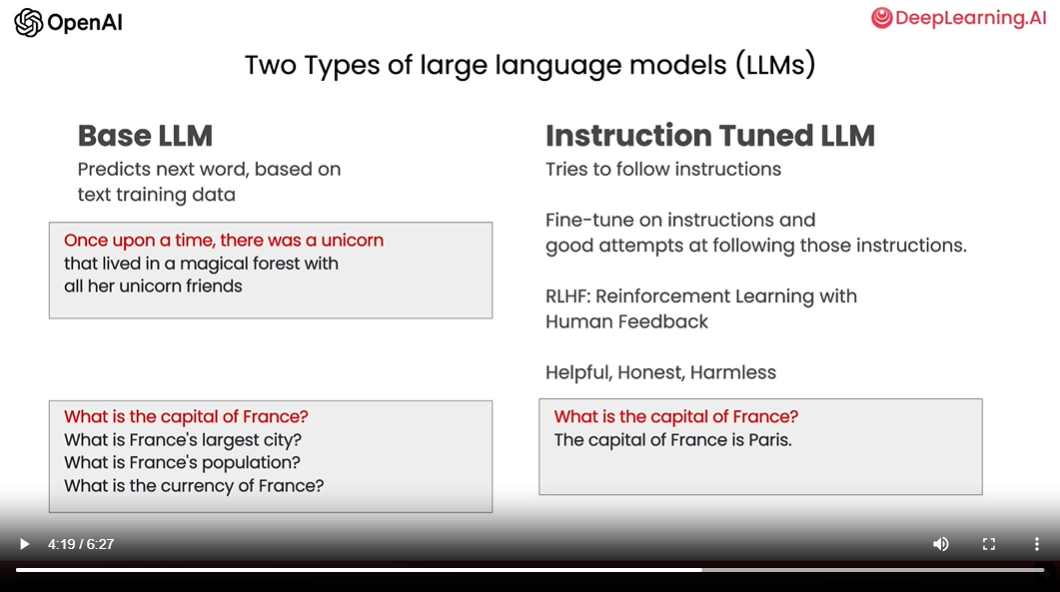 OpenAI
DeepLearning.AI
Two Types of large language models (LLMs)
Base LLM
Predicts next word, based on
text training data
Once upon a time, there was a unicorn
that lived in a magical forest with
all her unicorn friends
What is the capital of France?
What is France's largest city?
What is France's population?
What is the currency of France?
Instruction Tuned LLM
Tries to follow instructions
Fine-tune on instructions and
good attempts at following those instructions.
RLHF: Reinforcement Learning with
Human Feedback
Helpful, Honest, Harmless
What is the capital of France?
The capital of France is Paris.
4:19 / 6:27